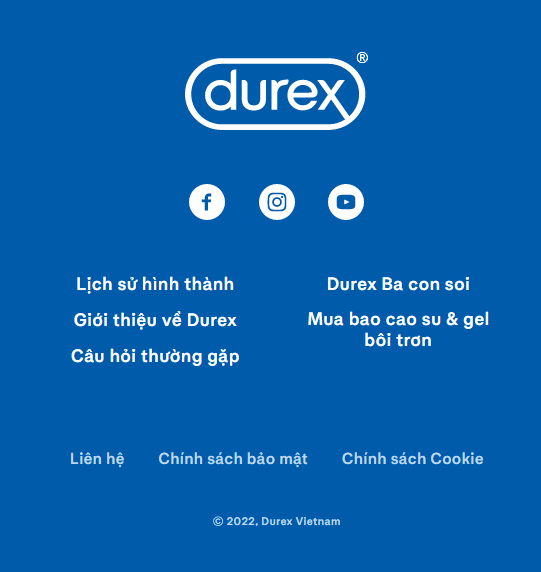 durex®
Lịch sử hình thành
Giới thiệu về Durex
Câu hỏi thường gặp
Durex Ba con soi
Mua bao cao su & gel
bôi trơn
Liên hệ
Chính sách bảo mật
Chính sách Cookie
© 2022, Durex VIetnam